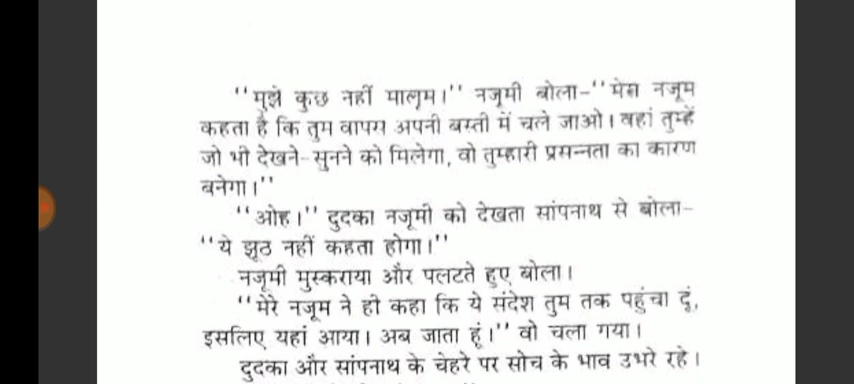 ‘‘मुझे कुछ नहीं मालूम।’’ नजूमी बोला-‘‘मेरा नजूम
कहता है कि तुम वापस अपनी बस्ती में चले जाओ। वहां तुम्हें
जो भी देखने-सुनने को मिलेगा, वो तुम्हारी प्रसन्नता का कारण
बनेगा।’’
‘‘ओह।’’ दुदका नजूमी को देखता सांपनाथ से बोला-
‘‘ये झूठ नहीं कहता होगा।’’
नजूमी मुस्कराया और पलटते हुए बोला।
‘‘मेरे नजूम ने ही कहा कि ये संदेश तुम तक पहुंचा दूं,
इसलिए यहां आया। अब जाता हूं।’’ वो चला गया।
दुदका और सांपनाथ के चेहरे पर सोच के भाव उभरे रहे।